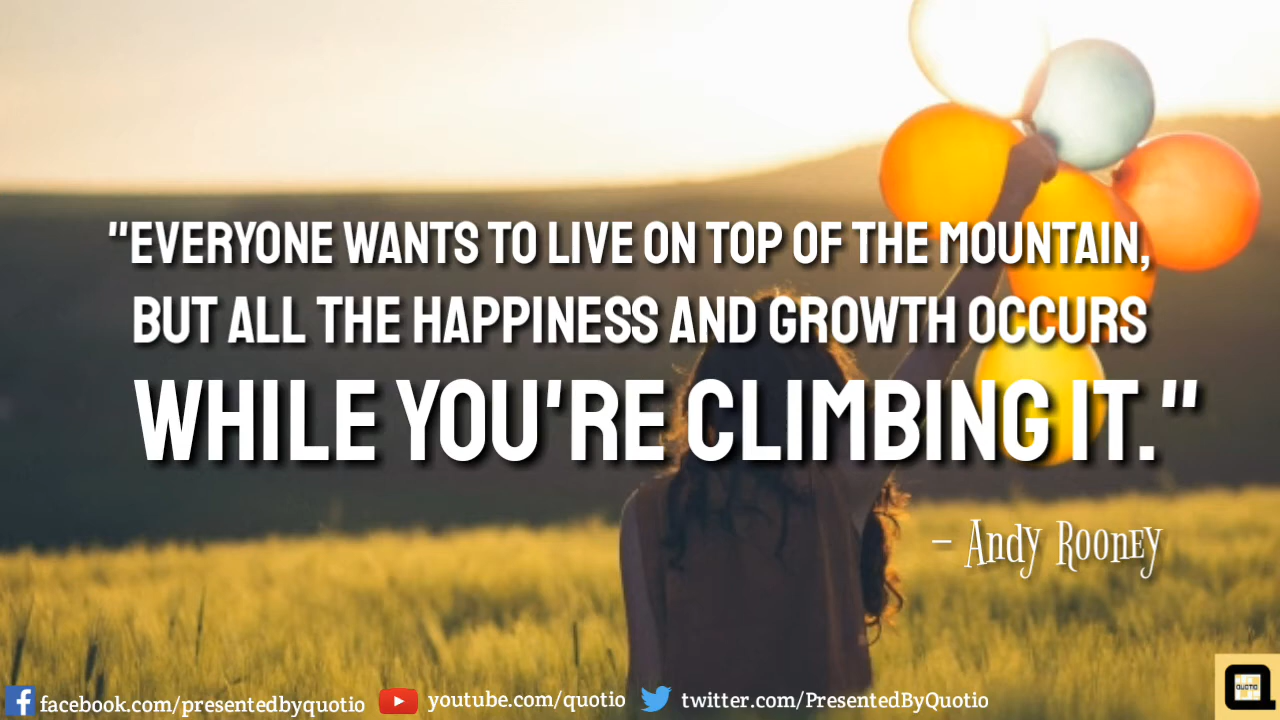 "EVERYONE WANTS TO LIVE ON TOP OF THE MOUNTAIN,
BUT ALL THE HAPPINESS AND GROWTH OCCURS
WHILE YOU'RE CLIMBING IT."
– Andy Rooney
facebook.com/presentedbyquotio
youtube.com/quotio
twitter.com/PresentedByQuotio
QUOTIO